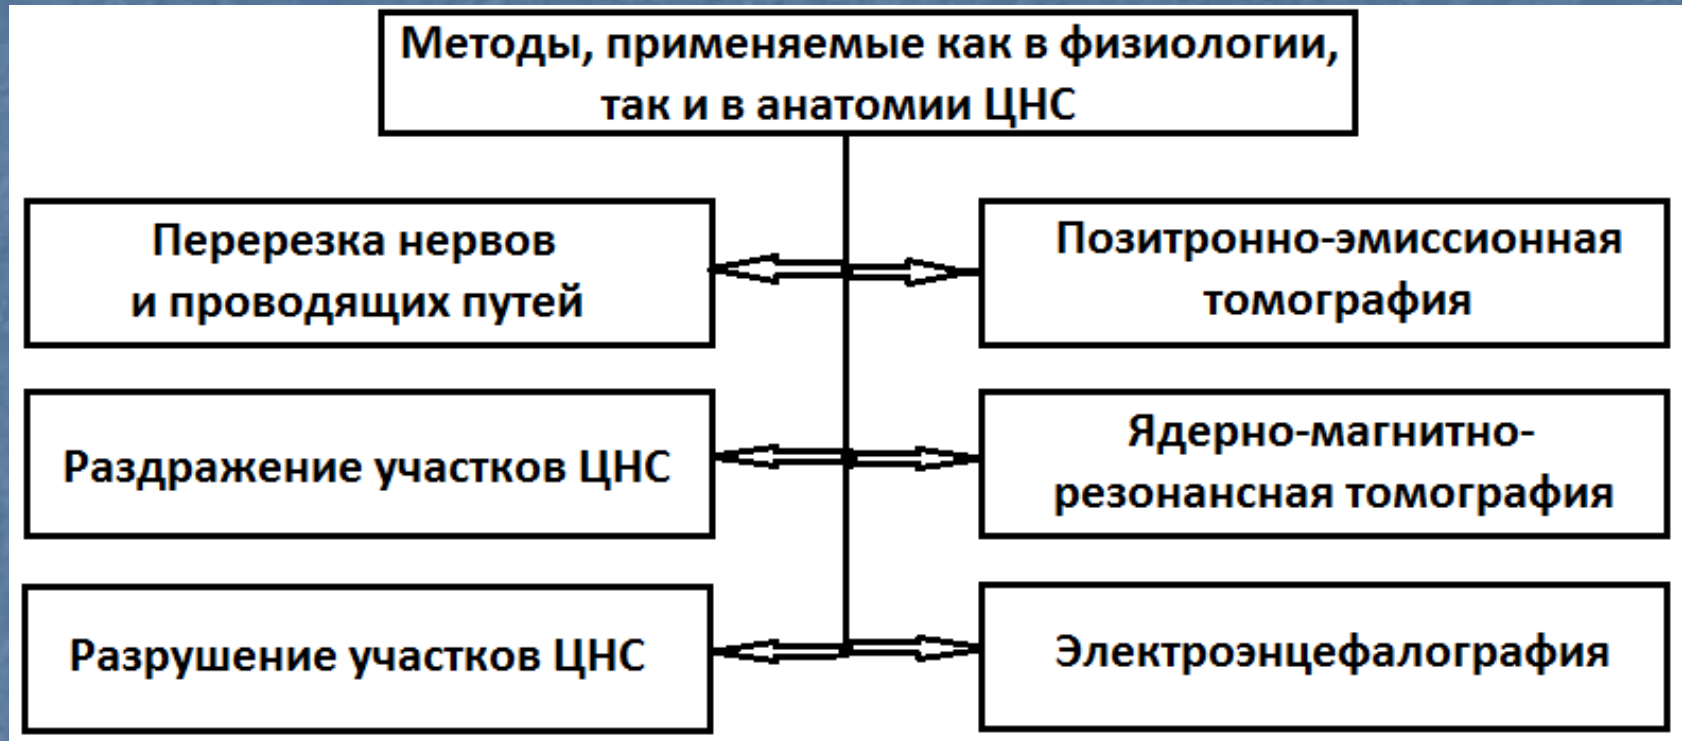 Методы, применяемые как в физиологии,
так и в анатомии ЦНС
Перерезка нервов
и проводящих путей
Позитронно-эмиссионная
томография
Раздражение участков ЦНС
Ядерно-магнитно-
резонансная томография
Разрушение участков ЦНС
Электроэнцефалография